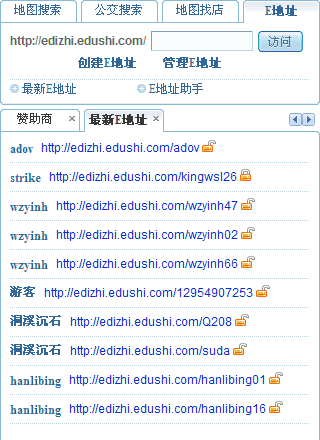 地图搜索 公交搜索 地图找店 E地址
http://edizhi.edushi.com/ 访问
创建E地址 管理E地址
最新E地址 E地址助手
赞助商 × 最新E地址 ×
adov http://edizhi.edushi.com/adov
strike http://edizhi.edushi.com/kingwsl26
wzyinh http://edizhi.edushi.com/wzyinh47
wzyinh http://edizhi.edushi.com/wzyinh02
wzyinh http://edizhi.edushi.com/wzyinh66
游客 http://edizhi.edushi.com/12954907253
洞溪沉石 http://edizhi.edushi.com/Q208
洞溪沉石 http://edizhi.edushi.com/suda
hanlibing http://edizhi.edushi.com/hanlibing01
hanlibing http://edizhi.edushi.com/hanlibing16